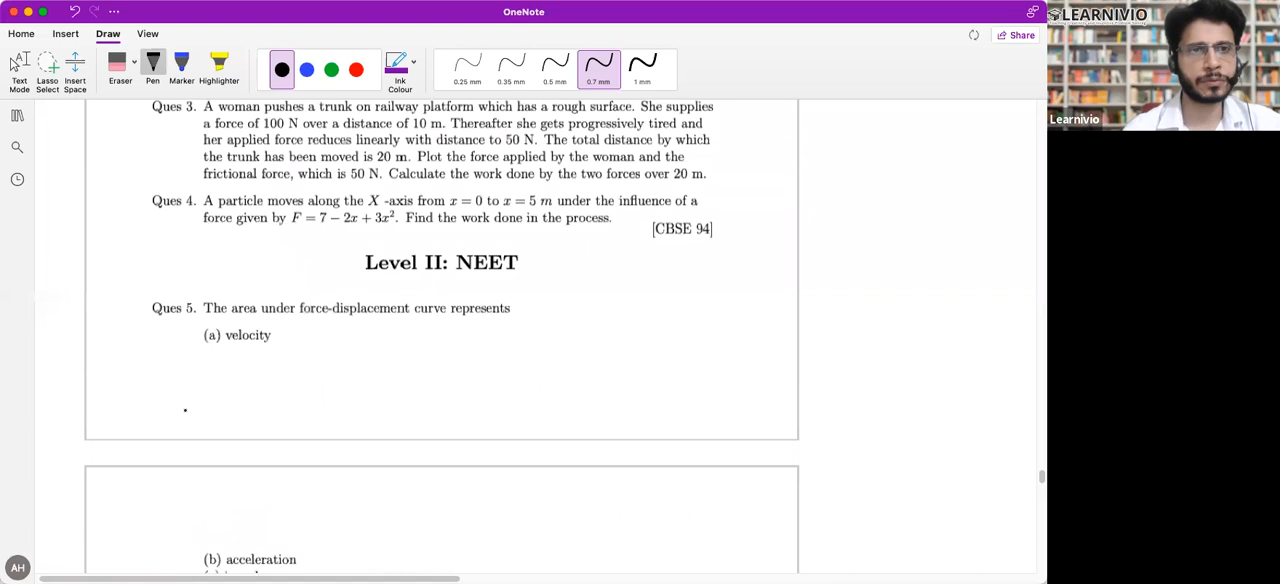 OneNote
LEARNIVIO
Home Insert Draw View
Share
Text Mode
Lasso Select
Insert Space
Eraser
Pen
Marker
Highlighter
Ink Colour
0.25 mm
0.35 mm
0.5 mm
0.7 mm
1 mm
Learnivio
Ques 3. A woman pushes a trunk on railway platform which has a rough surface. She supplies
a force of 100 N over a distance of 10 m. Thereafter she gets progressively tired and
her applied force reduces linearly with distance to 50 N. The total distance by which
the trunk has been moved is 20 m. Plot the force applied by the woman and the
frictional force, which is 50 N. Calculate the work done by the two forces over 20 m.
Ques 4. A particle moves along the X -axis from x = 0 to x = 5 m under the influence of a
force given by F = 7 − 2x + 3x². Find the work done in the process.
[CBSE 94]
Level II: NEET
Ques 5. The area under force-displacement curve represents
(a) velocity
(b) acceleration
AH